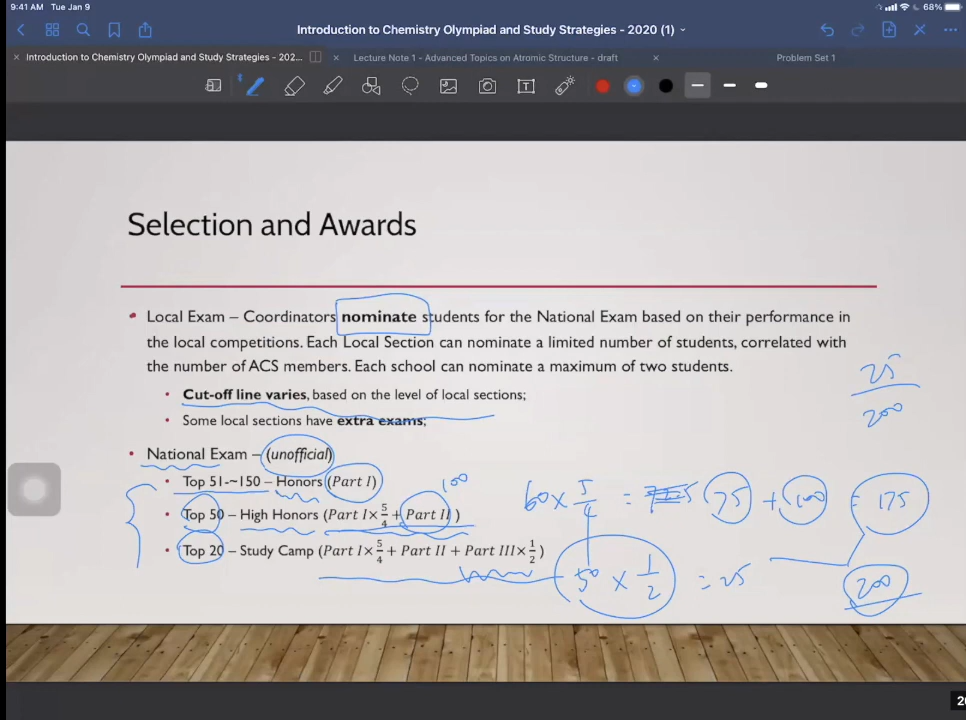 9:41 AM Tue Jan 9
68%
Introduction to Chemistry Olympiad and Study Strategies - 2020 (1)
Introduction to Chemistry Olympiad and Study Strategies - 202...
Lecture Note 1 - Advanced Topics on Atromic Structure - draft
Problem Set 1
Selection and Awards
• Local Exam – Coordinators nominate students for the National Exam based on their performance in
the local competitions. Each Local Section can nominate a limited number of students, correlated with
the number of ACS members. Each school can nominate a maximum of two students.
25
200
• Cut-off line varies, based on the level of local sections;
• Some local sections have extra exams;
• National Exam – (unofficial)
• Top 51-~150 – Honors (Part I)
100
• Top 50 – High Honors (Part I×5/4 + Part II)
60 × 5/4 = 75 + 100 = 175
• Top 20 – Study Camp (Part I×5/4 + Part II + Part III×1/2)
50 × 1/2 = 25
200